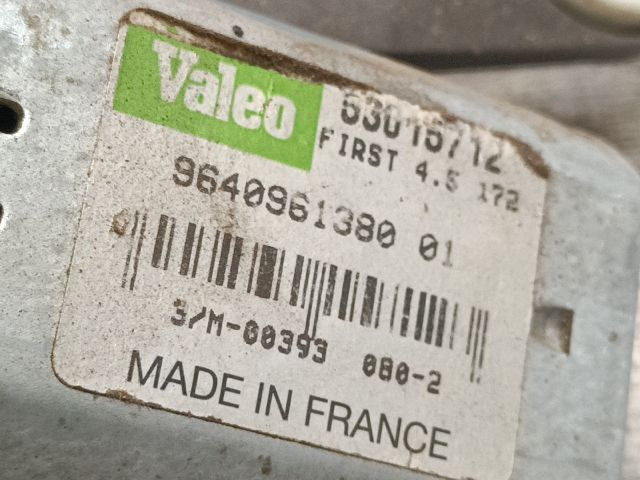 Valeo
53015712
FIRST 4.5 172
9640961380 01
3/M-00393 080-2
MADE IN FRANCE